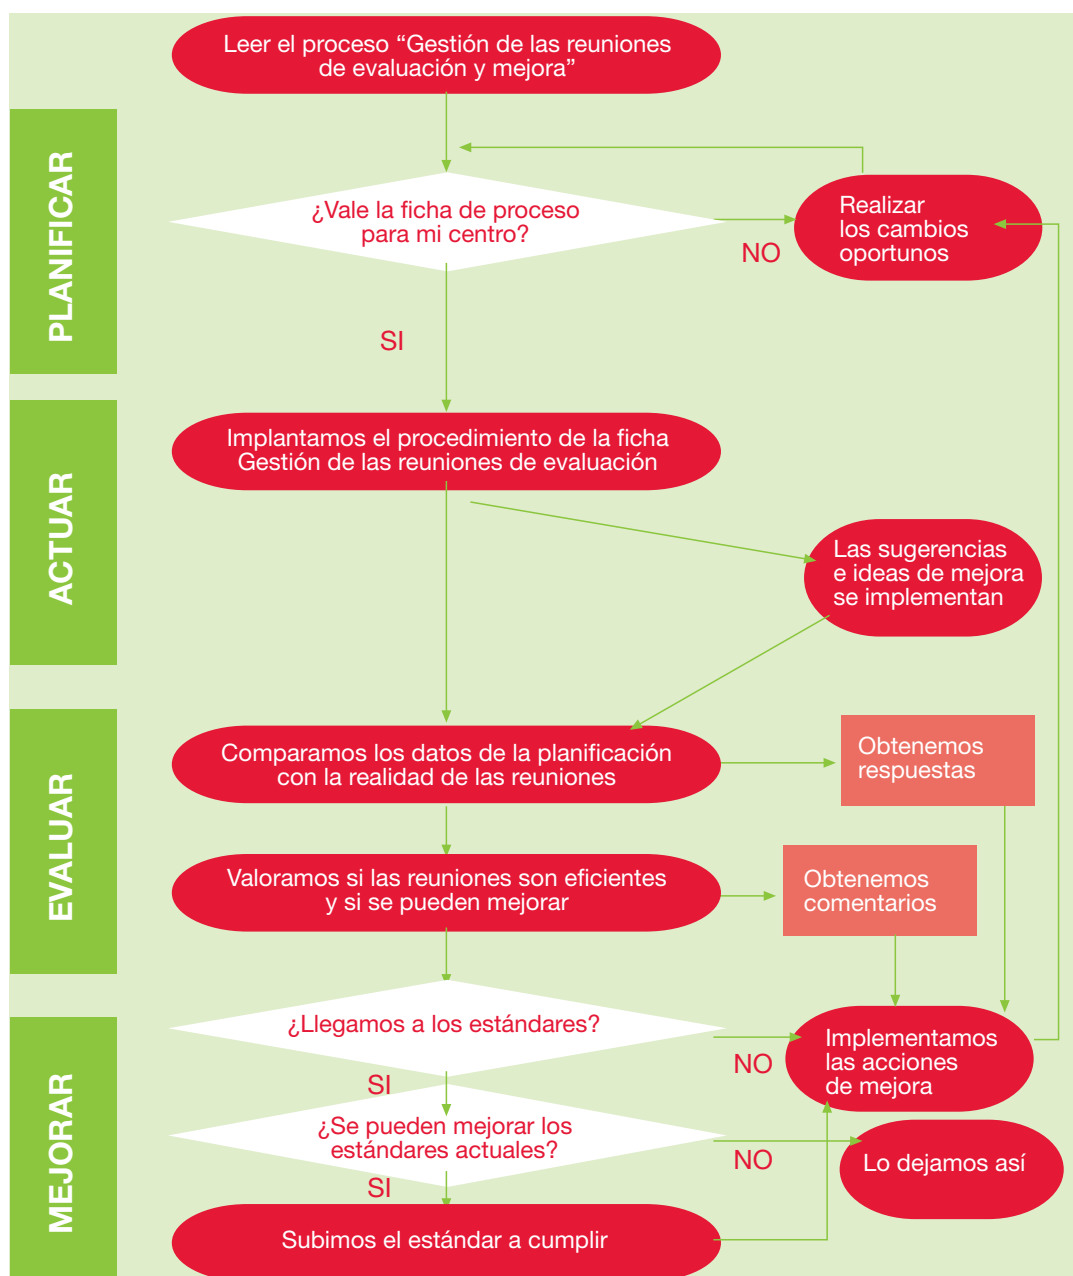 Leer el proceso “Gestión de las reuniones
de evaluación y mejora”
PLANIFICAR
¿Vale la ficha de proceso
para mi centro?
NO
Realizar
los cambios
oportunos
SI
ACTUAR
Implantamos el procedimiento de la ficha
Gestión de las reuniones de evaluación
Las sugerencias
e ideas de mejora
se implementan
EVALUAR
Comparamos los datos de la planificación
con la realidad de las reuniones
Obtenemos
respuestas
Valoramos si las reuniones son eficientes
y si se pueden mejorar
Obtenemos
comentarios
MEJORAR
¿Llegamos a los estándares?
NO
Implementamos
las acciones
de mejora
SI
¿Se pueden mejorar los
estándares actuales?
NO
Lo dejamos así
SI
Subimos el estándar a cumplir